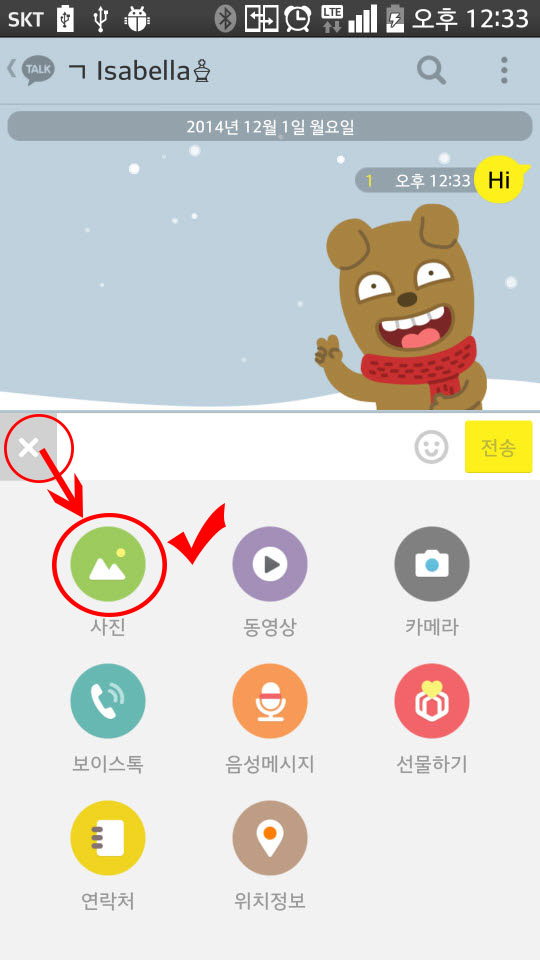 SKT LTE 오후 12:33
TALK ㄱ Isabella
2014년 12월 1일 월요일
1 오후 12:33 Hi
전송
사진 동영상 카메라
보이스톡 음성메시지 선물하기
연락처 위치정보